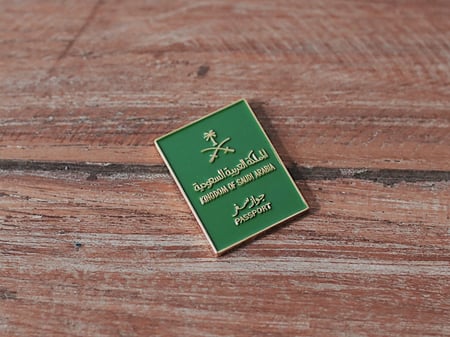 المملكة العربية السعودية
KINGDOM OF SAUDI ARABIA
جواز سفر
PASSPORT